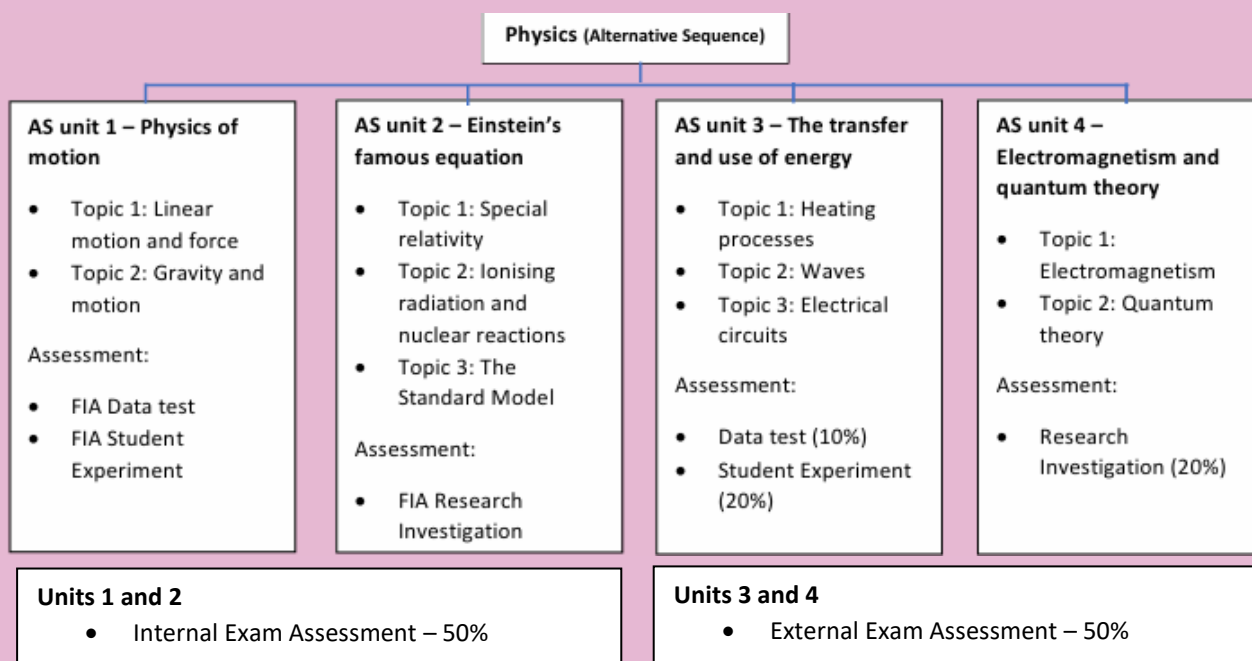 Physics (Alternative Sequence)
AS unit 1 – Physics of
motion
• Topic 1: Linear
motion and force
• Topic 2: Gravity and
motion
Assessment:
• FIA Data test
• FIA Student
Experiment
AS unit 2 – Einstein's
famous equation
• Topic 1: Special
relativity
• Topic 2: Ionising
radiation and
nuclear reactions
• Topic 3: The
Standard Model
Assessment:
• FIA Research
Investigation
AS unit 3 – The transfer
and use of energy
• Topic 1: Heating
processes
• Topic 2: Waves
• Topic 3: Electrical
circuits
Assessment:
• Data test (10%)
• Student Experiment
(20%)
AS unit 4 –
Electromagnetism and
quantum theory
• Topic 1:
Electromagnetism
• Topic 2: Quantum
theory
Assessment:
• Research
Investigation (20%)
Units 1 and 2
• Internal Exam Assessment – 50%
Units 3 and 4
• External Exam Assessment – 50%